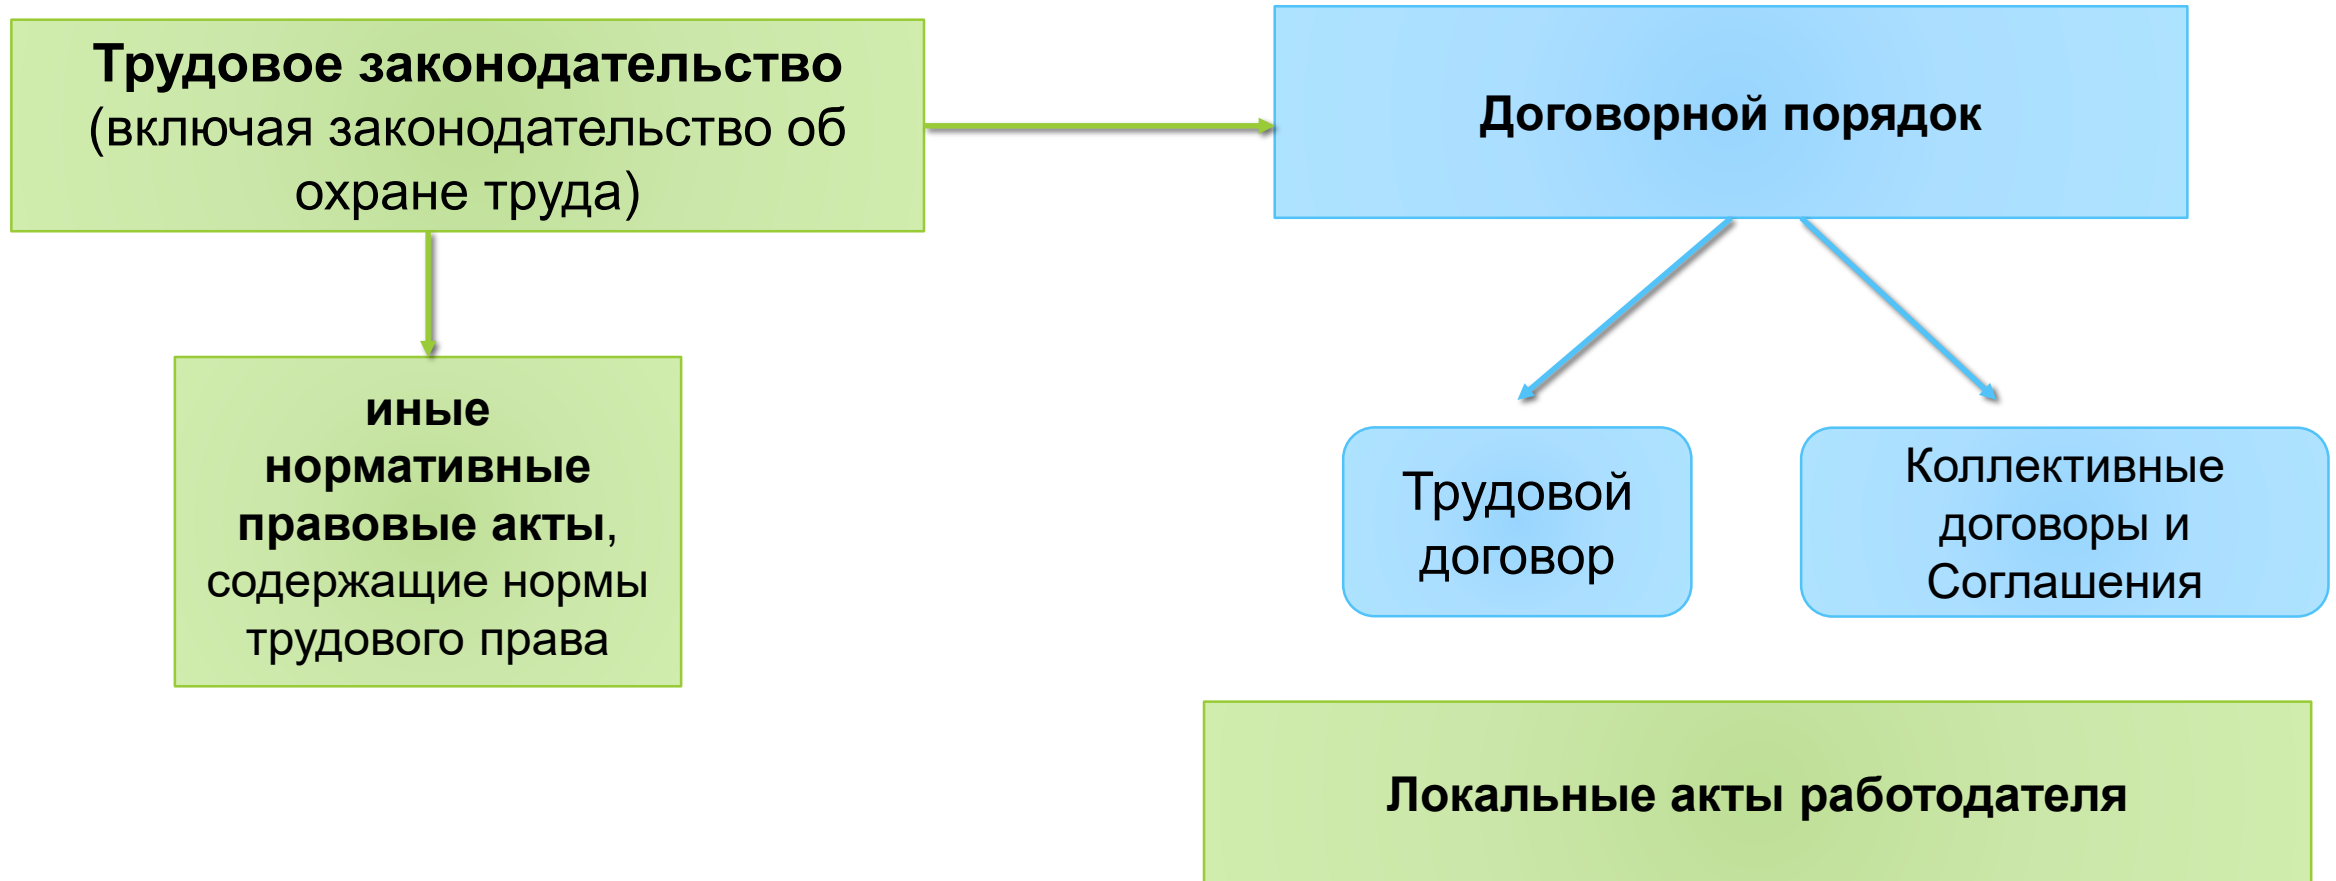 Трудовое законодательство
(включая законодательство об
охране труда)
Договорной порядок
иные
нормативные
правовые акты,
содержащие нормы
трудового права
Трудовой
договор
Коллективные
договоры и
Соглашения
Локальные акты работодателя